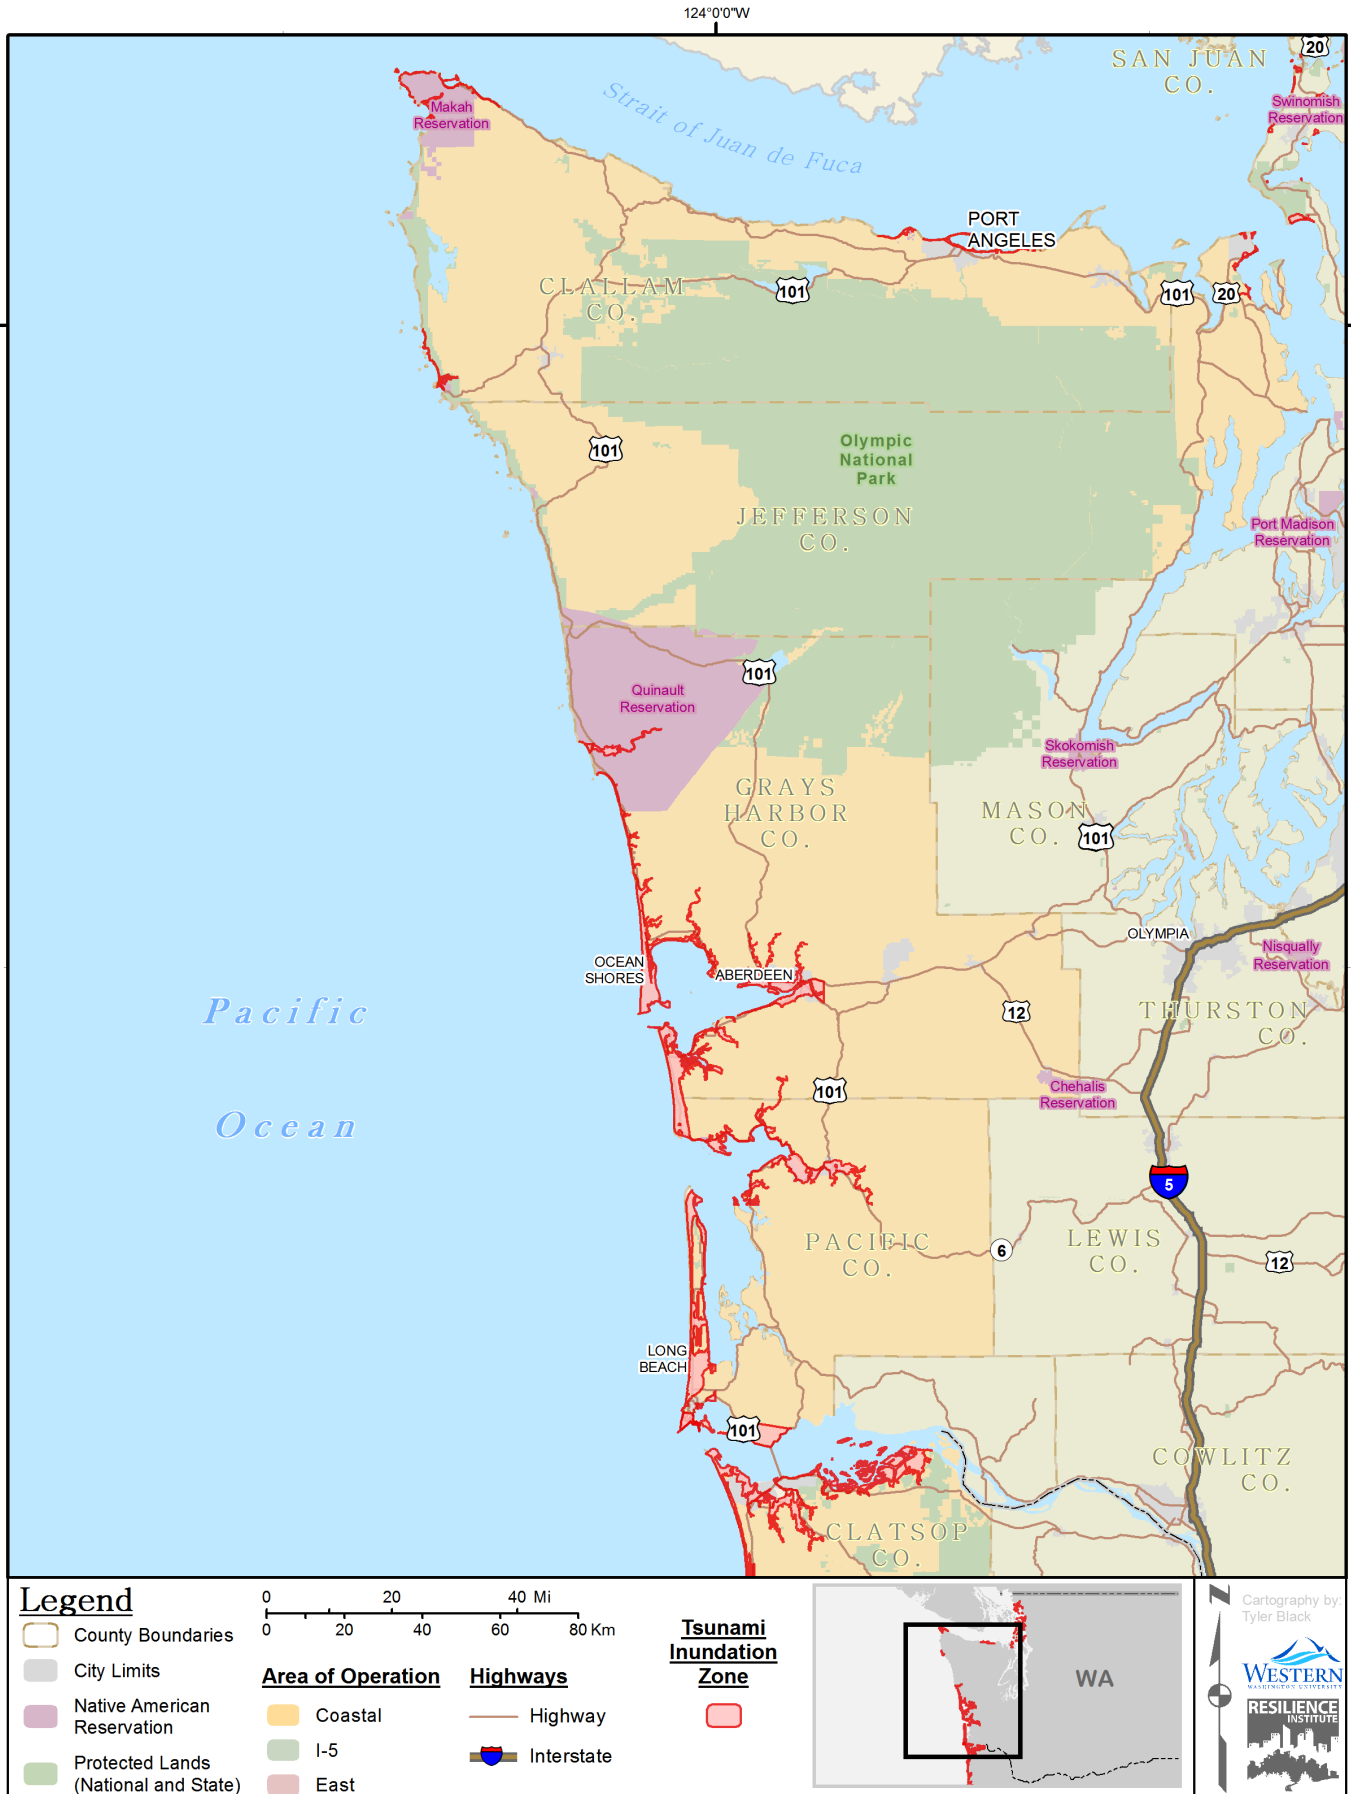 124°0'0"W
20
SAN JUAN
CO.
Strait of Juan de Fuca
Makah
Reservation
Swinomish
Reservation
PORT
ANGELES
CLALLAM
CO.
101
101
20
101
Olympic
National
Park
JEFFERSON
CO.
Port Madison
Reservation
Quinault
Reservation
101
Skokomish
Reservation
GRAYS
HARBOR
CO.
MASON
CO.
101
OLYMPIA
Nisqually
Reservation
OCEAN
SHORES
ABERDEEN
Pacific
Ocean
12
THURSTON
CO.
101
Chehalis
Reservation
5
PACIFIC
CO.
6
LEWIS
CO.
12
LONG
BEACH
101
COWLITZ
CO.
CLATSOP
CO.
Legend
County Boundaries
City Limits
Native American
Reservation
Protected Lands
(National and State)
0 20 40 Mi
0 20 40 60 80 Km
Area of Operation
Coastal
I-5
East
Highways
Highway
Interstate
Tsunami
Inundation
Zone
WA
N
Cartography by:
Tyler Black
WESTERN
WASHINGTON UNIVERSITY
RESILIENCE
INSTITUTE